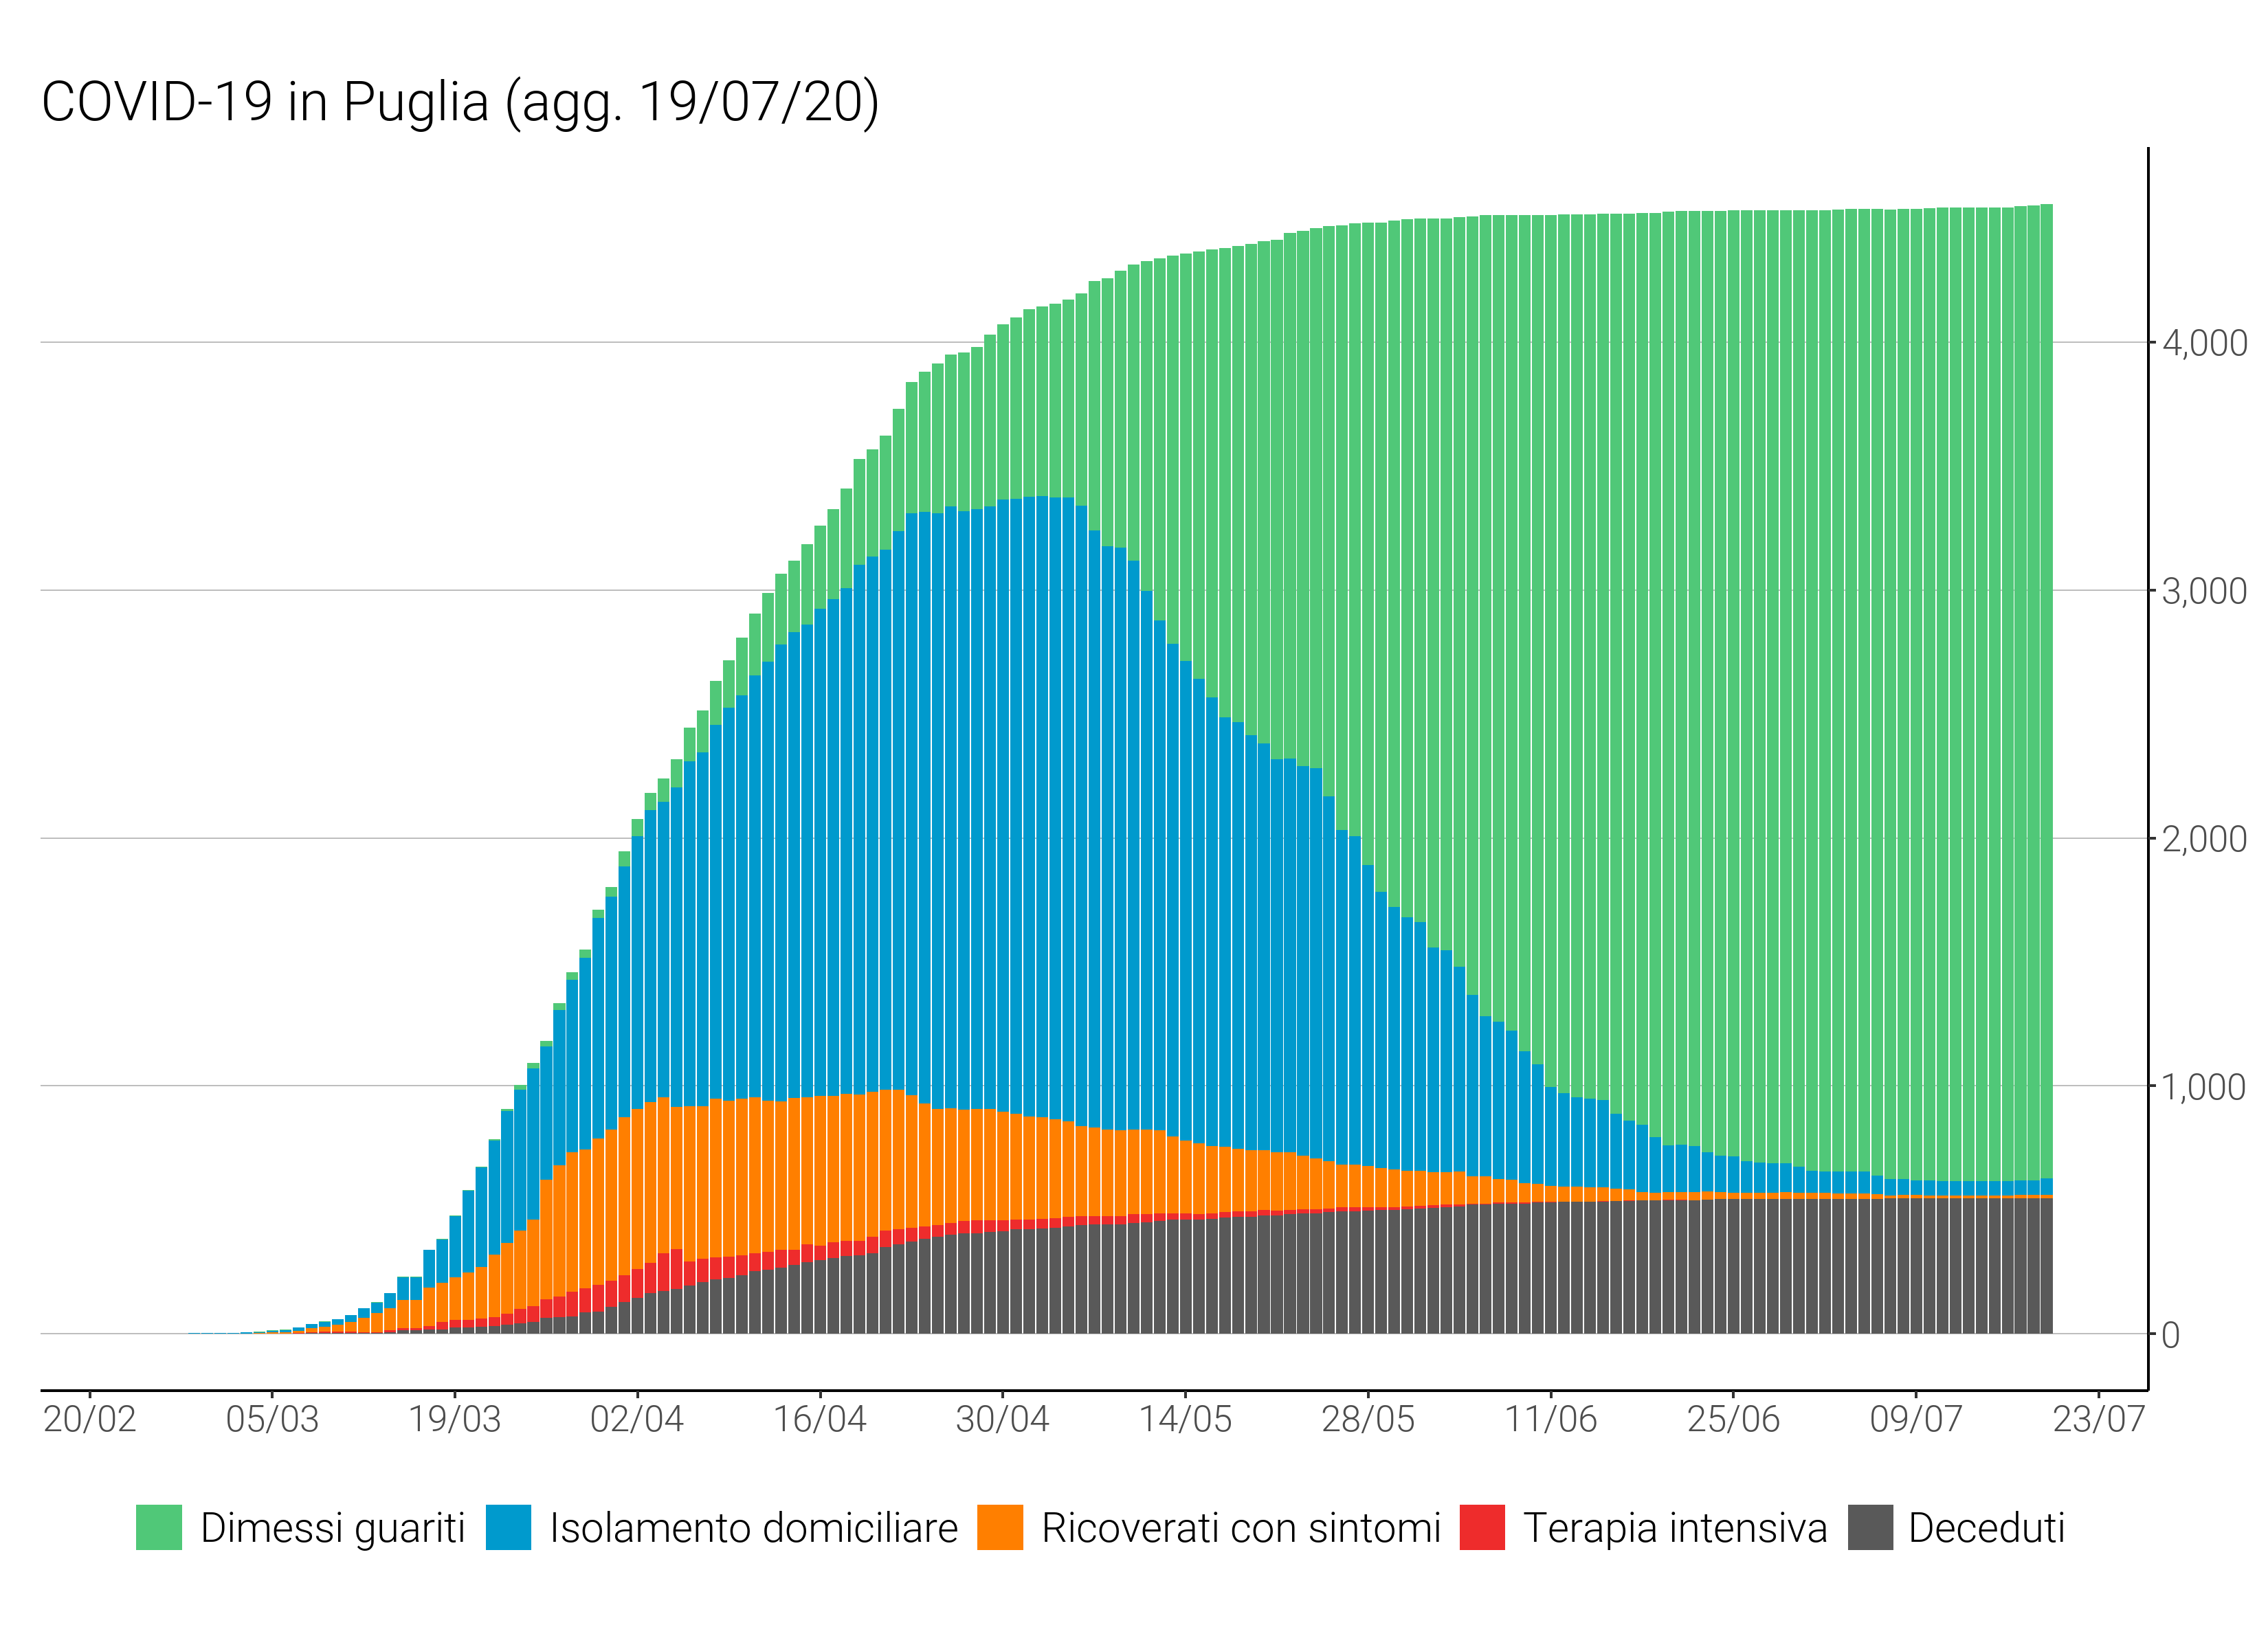 COVID-19 in Puglia (agg. 19/07/20)
4,000
3,000
2,000
1,000
0
20/02 05/03 19/03 02/04 16/04 30/04 14/05 28/05 11/06 25/06 09/07 23/07
Dimessi guariti Isolamento domiciliare Ricoverati con sintomi Terapia intensiva Deceduti